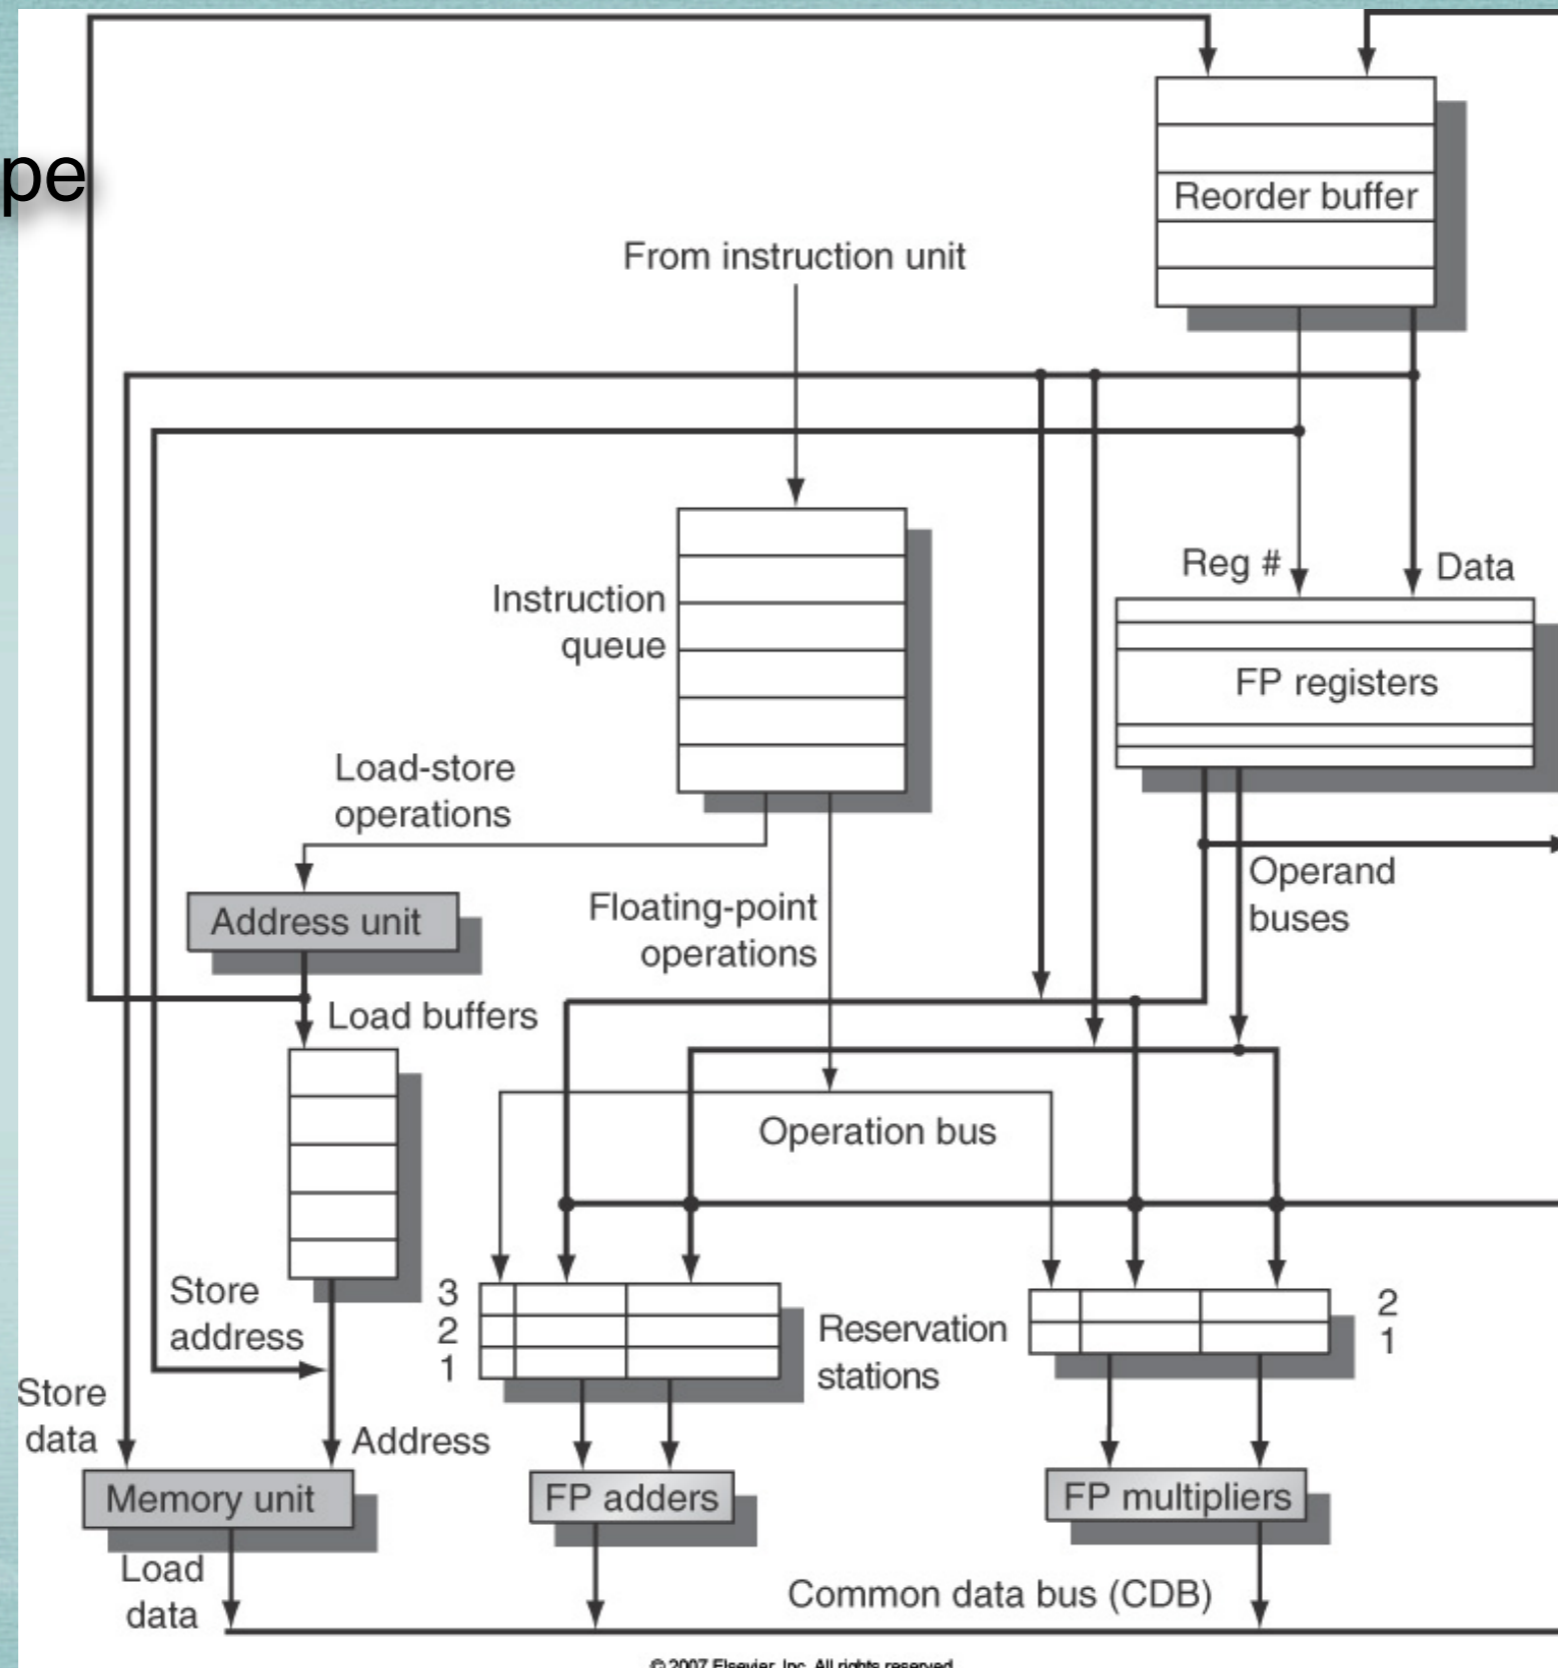 pe
Reorder buffer
From instruction unit
Reg #
Data
Instruction
queue
FP registers
Load-store
operations
Operand
buses
Address unit
Floating-point
operations
Load buffers
Operation bus
Store
address
3
2
1
Reservation
stations
2
1
Store
data
Address
Memory unit
FP adders
FP multipliers
Load
data
Common data bus (CDB)
© 2007 Elsevier, Inc. All rights reserved.